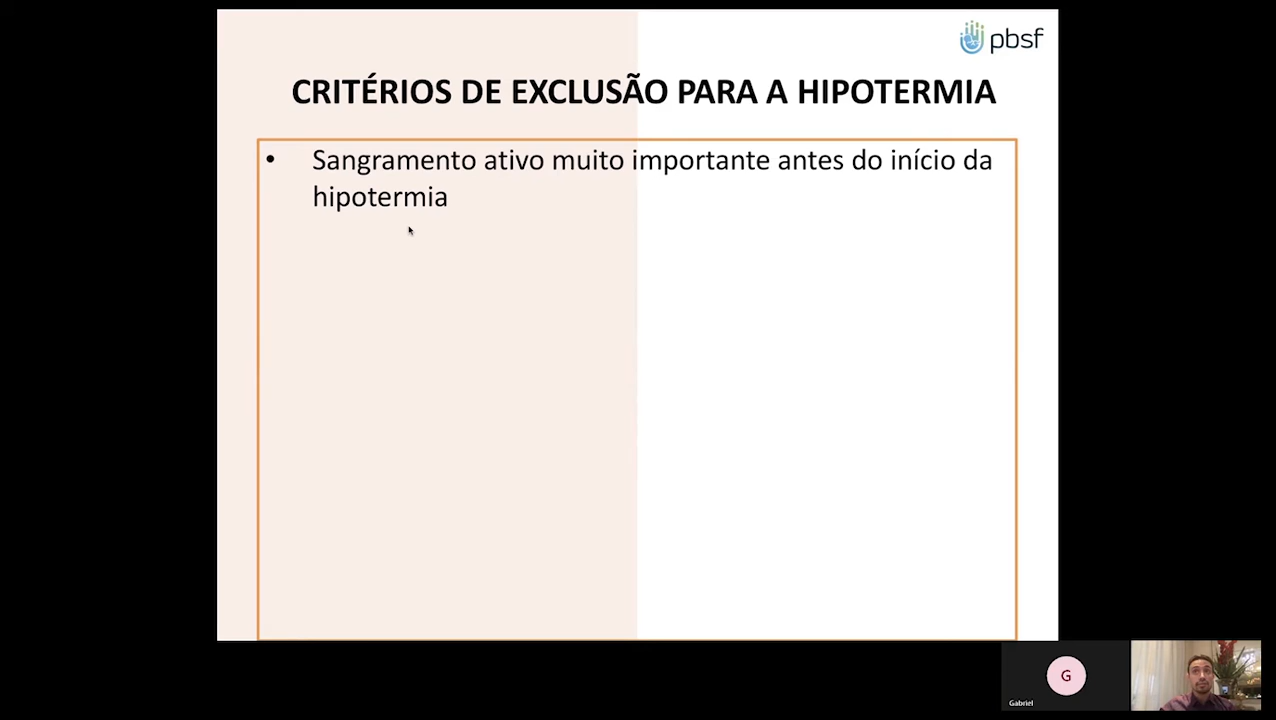 pbsf
CRITÉRIOS DE EXCLUSÃO PARA A HIPOTERMIA
• Sangramento ativo muito importante antes do início da
hipotermia
G
Gabriel